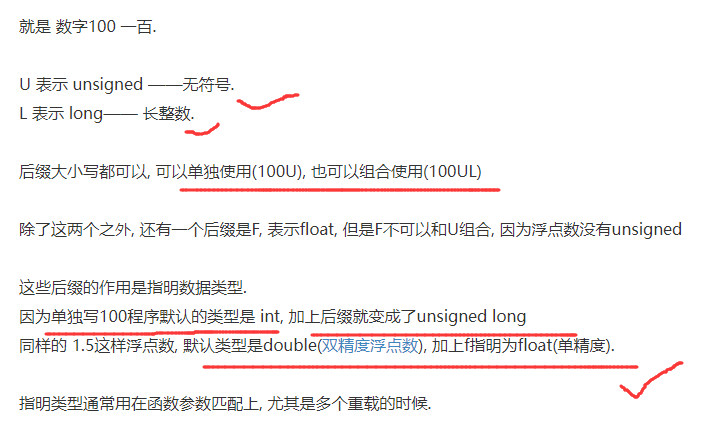 就是 数字100 一百.
U 表示 unsigned ——无符号.
L 表示 long—— 长整数.
后缀大小写都可以, 可以单独使用(100U), 也可以组合使用(100UL)
除了这两个之外, 还有一个后缀是F, 表示float, 但是F不可以和U组合, 因为浮点数没有unsigned
这些后缀的作用是指明数据类型.
因为单独写100程序默认的类型是 int, 加上后缀就变成了unsigned long
同样的 1.5这样浮点数, 默认类型是double(双精度浮点数), 加上f指明为float(单精度).
指明类型通常用在函数参数匹配上, 尤其是多个重载的时候.